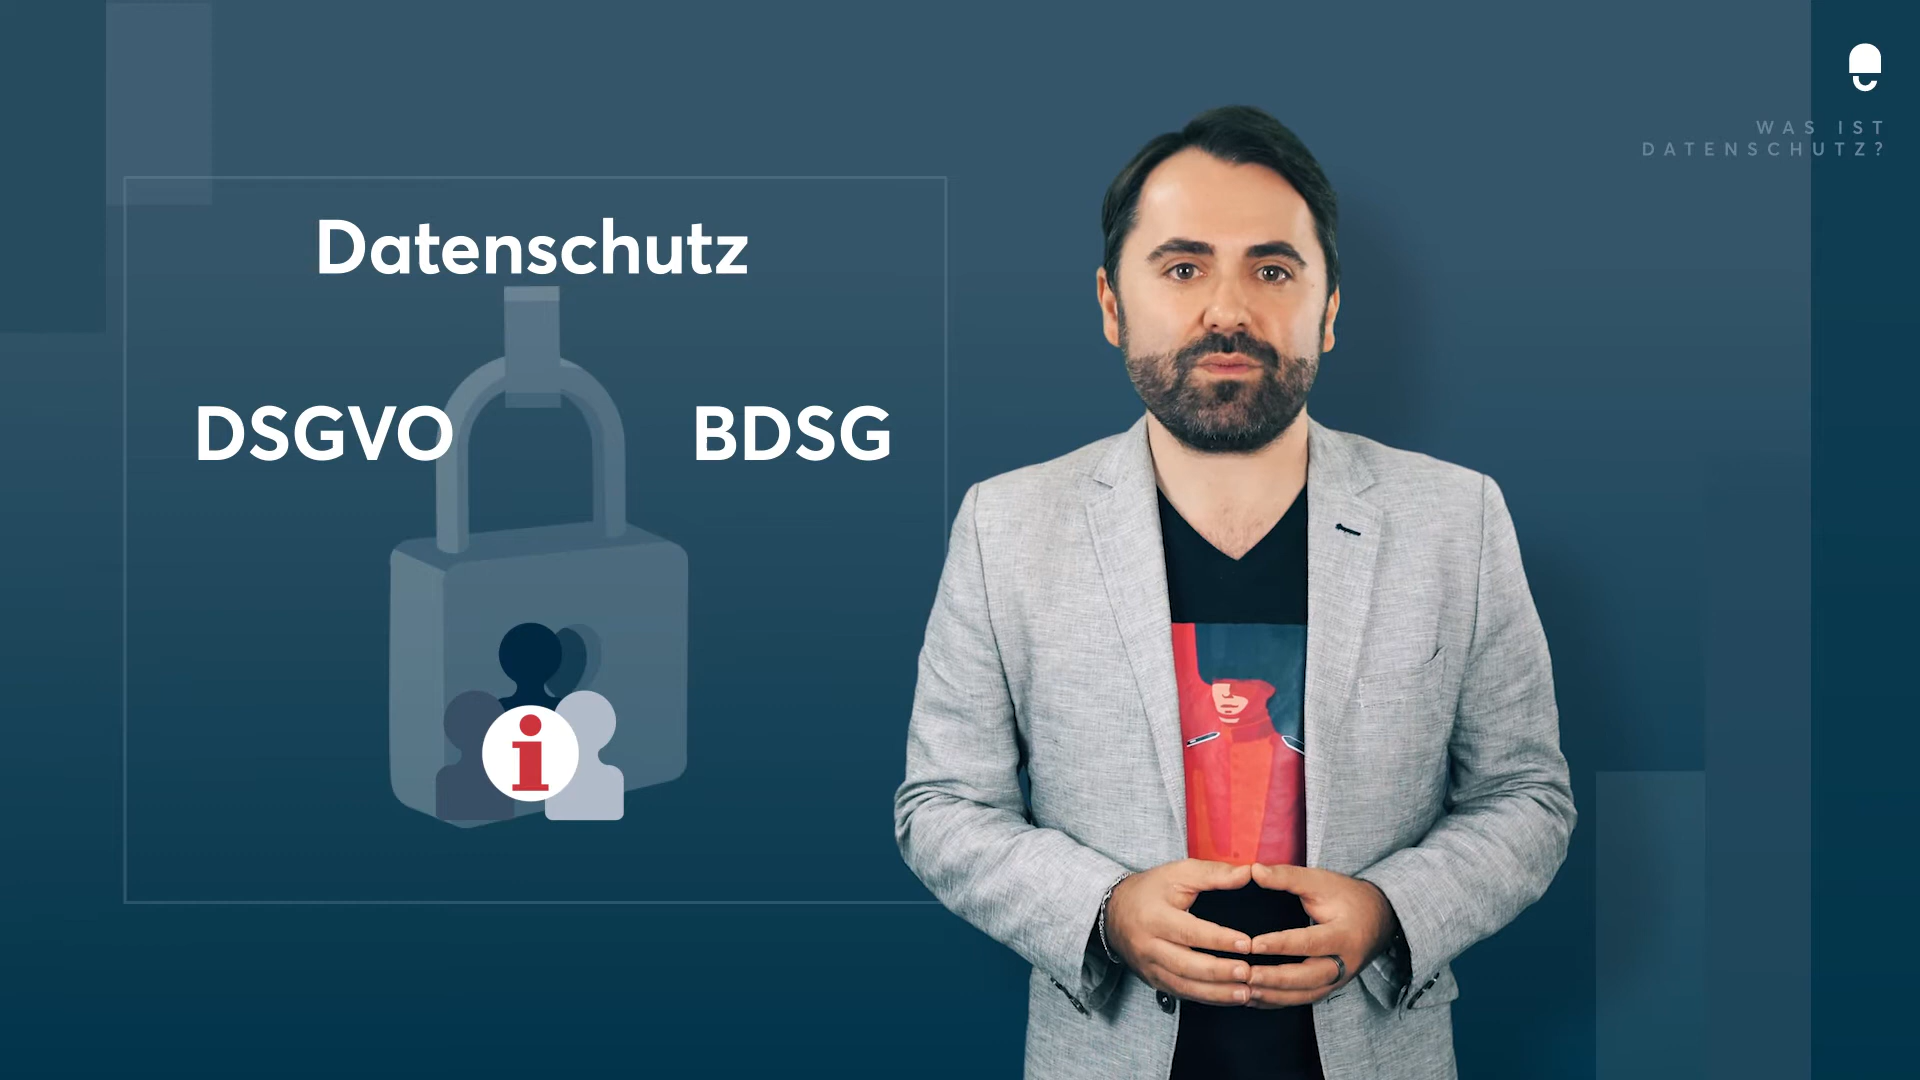 WAS IST
DATENSCHUTZ?
Datenschutz
DSGVO
BDSG
i